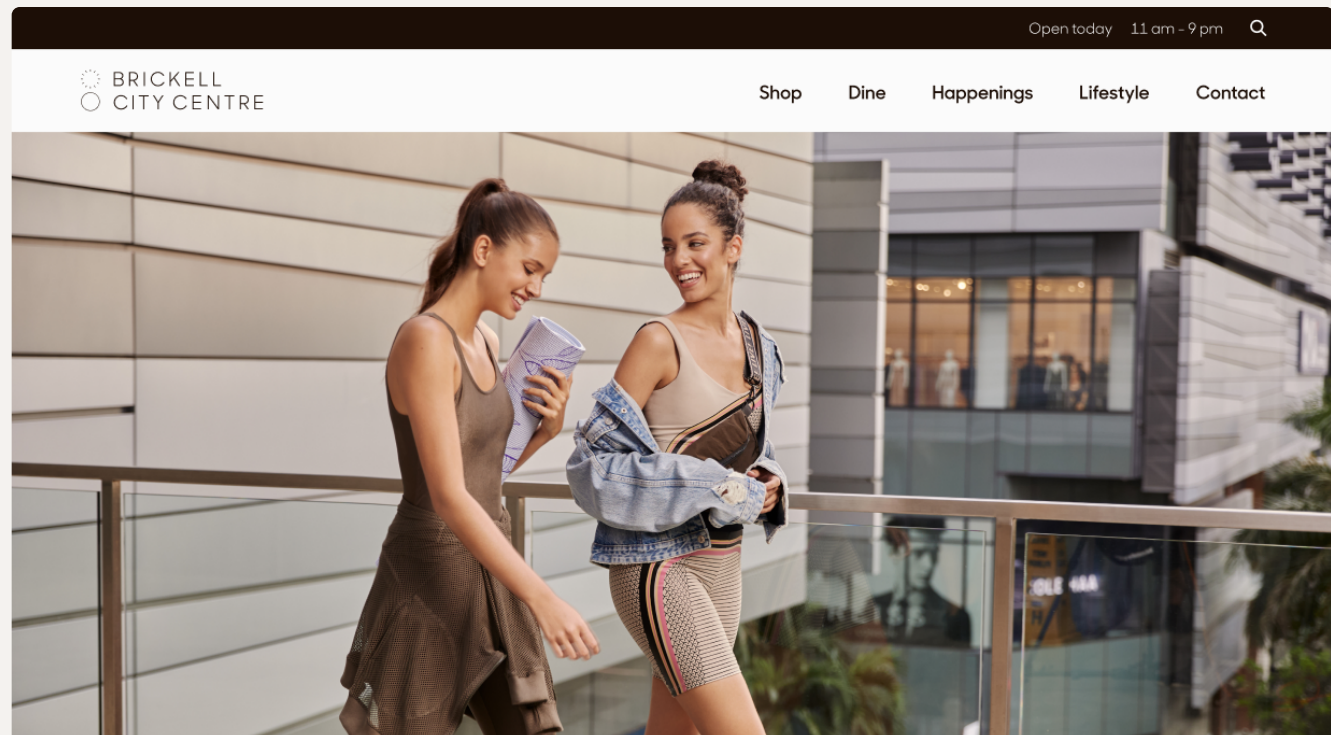 Open today 11 am - 9 pm
BRICKELL
CITY CENTRE
Shop Dine Happenings Lifestyle Contact